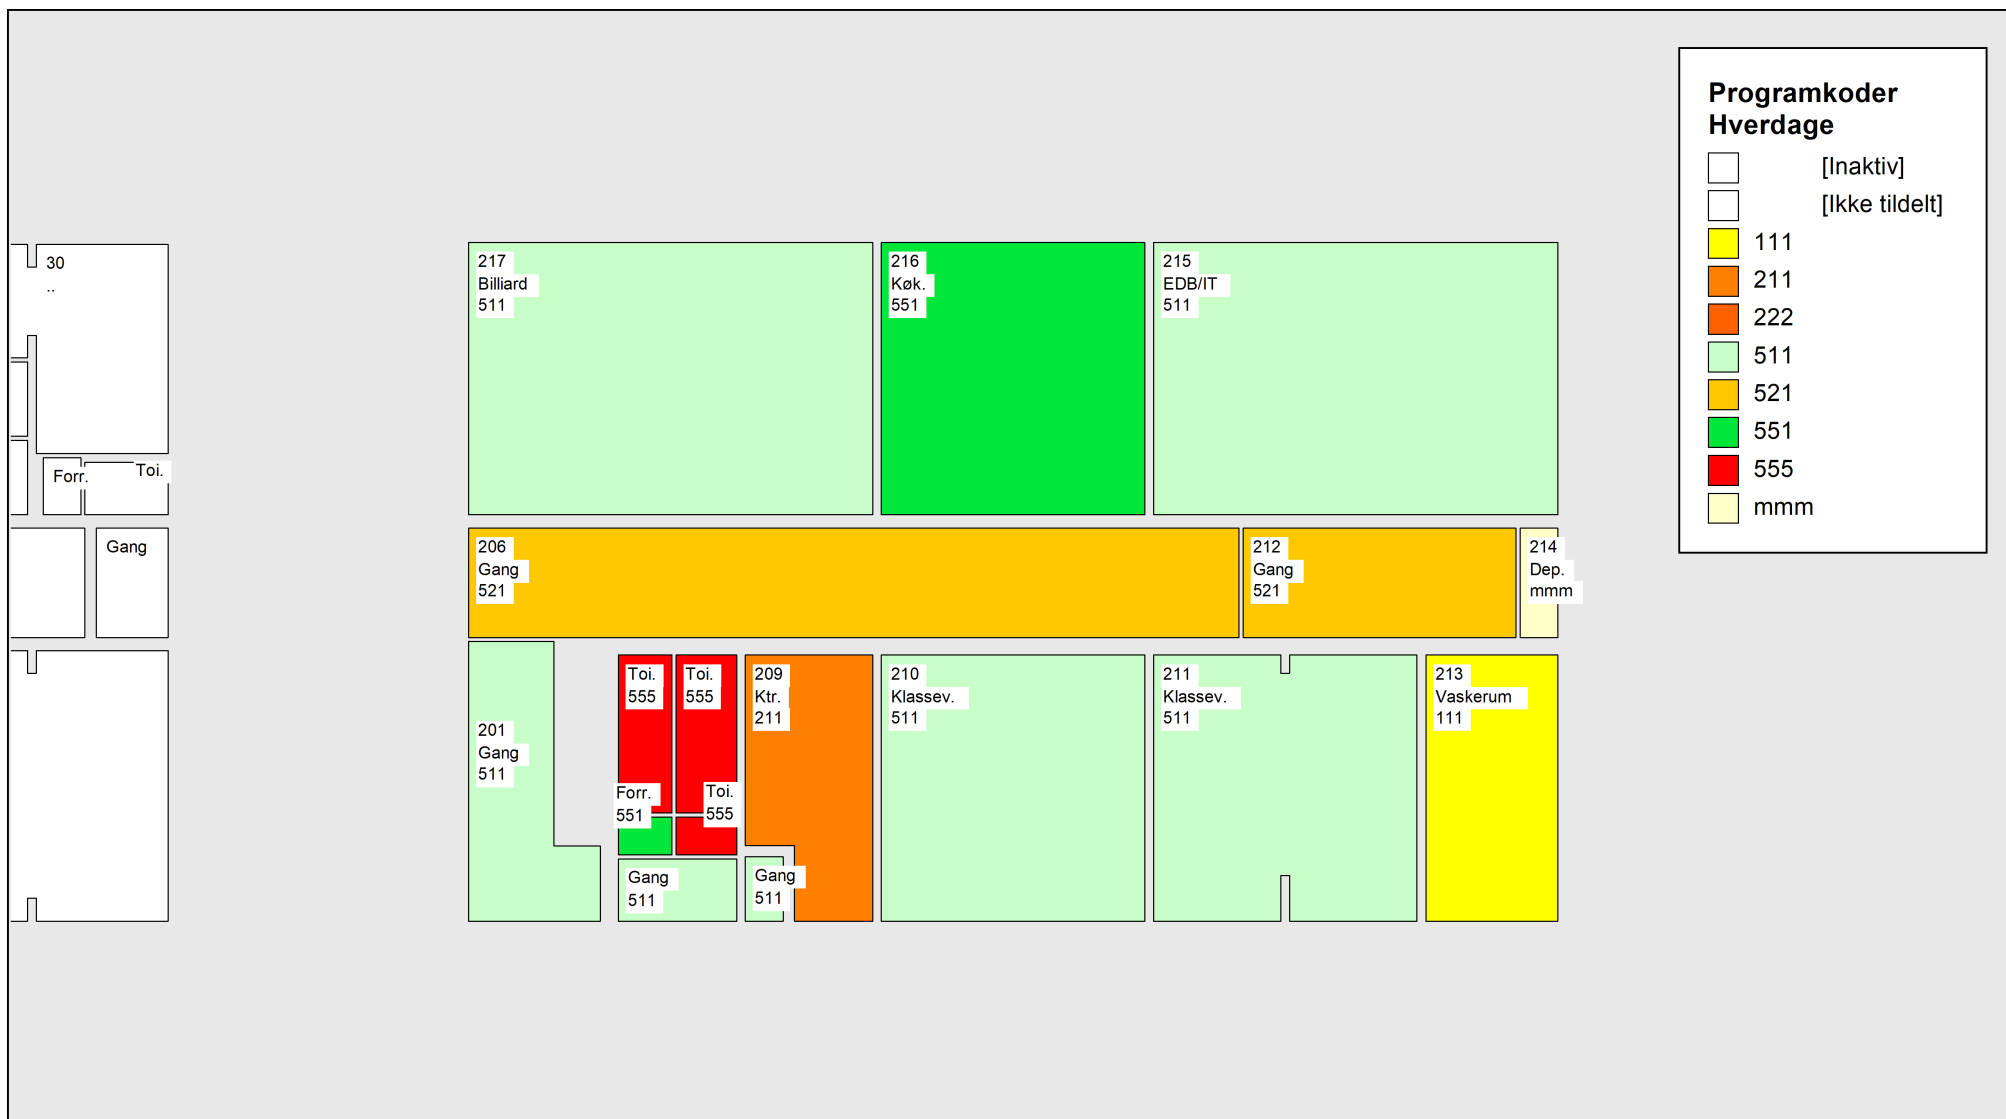 Programkoder
Hverdage
[Inaktiv]
[Ikke tildelt]
111
211
222
511
521
551
555
mmm
30
..
Forr.
Toi.
Gang
217
Billiard
511
216
Køk.
551
215
EDB/IT
511
206
Gang
521
212
Gang
521
214
Dep.
mmm
201
Gang
511
Toi.
555
Toi.
555
Forr.
551
Toi.
555
Gang
511
209
Ktr.
211
Gang
511
210
Klassev.
511
211
Klassev.
511
213
Vaskerum
111